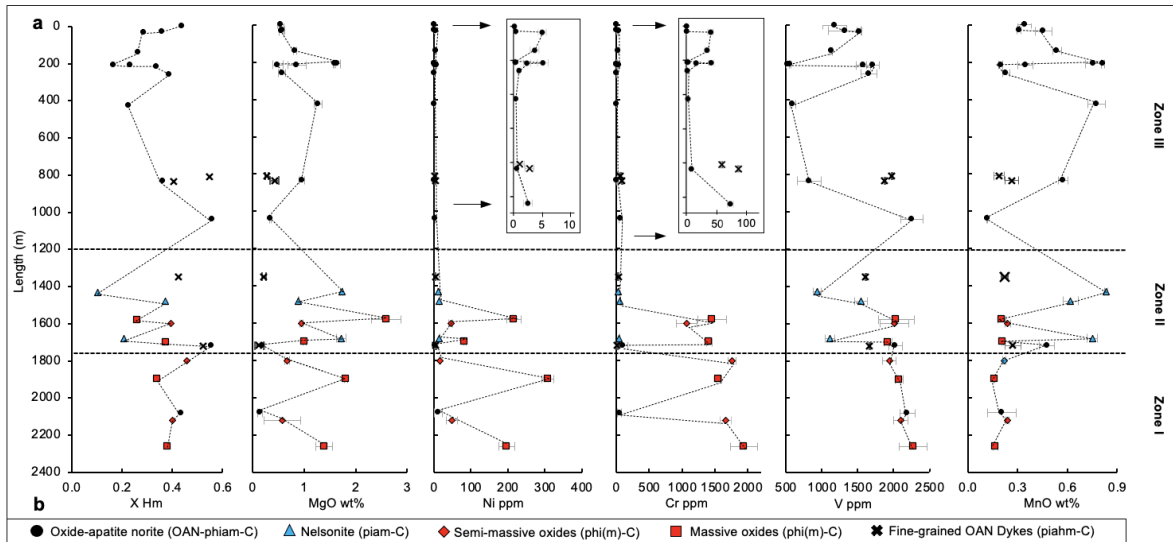 a
0
200
400
600
800
1000
1200
1400
1600
1800
2000
2200
2400
Length (m)
0 5 10
0 50 100
Zone III
Zone II
Zone I
0.0 0.2 0.4 0.6
0 1 2 3
0 100 200 300
0 500 1000 1500 2000
500 1000 1500 2000 2500
0.0 0.3 0.6 0.9
b
X Hm MgO wt% Ni ppm Cr ppm V ppm MnO wt%
Oxide-apatite norite (OAN-phiam-C) Nelsonite (piam-C) Semi-massive oxides (phi(m)-C) Massive oxides (phi(m)-C) Fine-grained OAN Dykes (piahm-C)